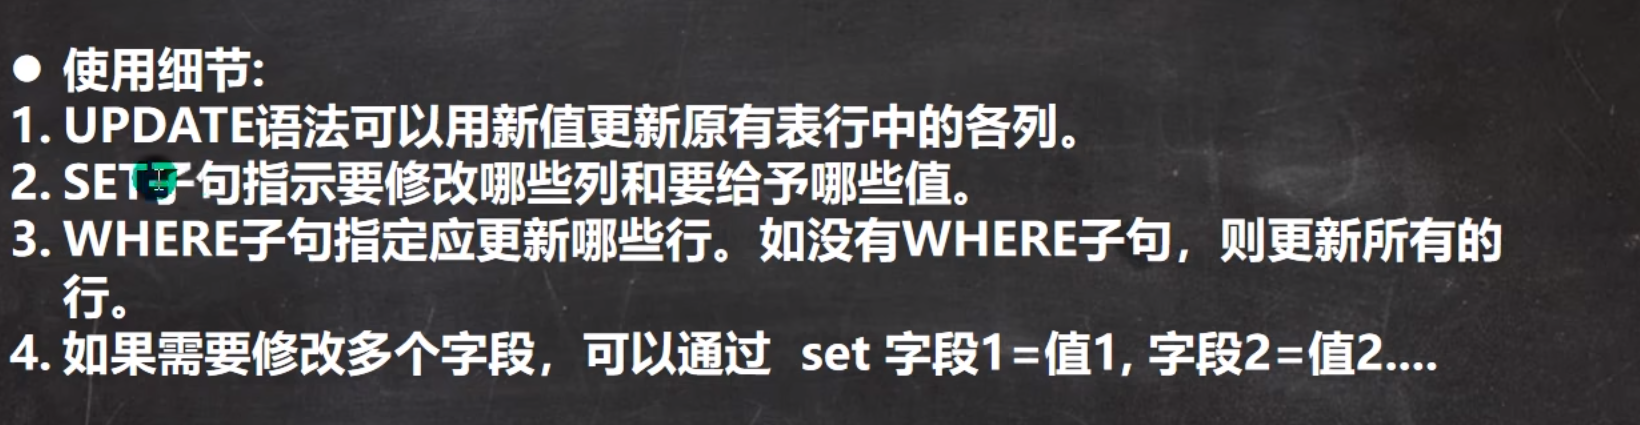 ● 使用细节:
1. UPDATE语法可以用新值更新原有表行中的各列。
2. SET子句指示要修改哪些列和要给予哪些值。
3. WHERE子句指定应更新哪些行。如没有WHERE子句，则更新所有的
行。
4. 如果需要修改多个字段，可以通过 set 字段1=值1, 字段2=值2....